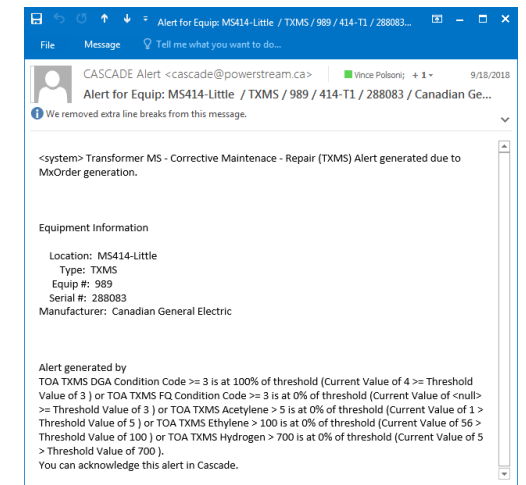 Alert for Equip: MS414-Little / TXMS / 989 / 414-T1 / 288083...
File Message Tell me what you want to do...
CASCADE Alert <cascade@powerstream.ca> Vince Polsoni; + 1 9/18/2018
Alert for Equip: MS414-Little / TXMS / 989 / 414-T1 / 288083 / Canadian Ge...
We removed extra line breaks from this message.
<system> Transformer MS - Corrective Maintenace - Repair (TXMS) Alert generated due to
MxOrder generation.
Equipment Information
Location: MS414-Little
Type: TXMS
Equip #: 989
Serial #: 288083
Manufacturer: Canadian General Electric
Alert generated by
TOA TXMS DGA Condition Code >= 3 is at 100% of threshold (Current Value of 4 >= Threshold
Value of 3 ) or TOA TXMS FQ Condition Code >= 3 is at 0% of threshold (Current Value of <null>
>= Threshold Value of 3 ) or TOA TXMS Acetylene > 5 is at 0% of threshold (Current Value of 1 >
Threshold Value of 5 ) or TOA TXMS Ethylene > 100 is at 0% of threshold (Current Value of 56 >
Threshold Value of 100 ) or TOA TXMS Hydrogen > 700 is at 0% of threshold (Current Value of 5
> Threshold Value of 700 ).
You can acknowledge this alert in Cascade.